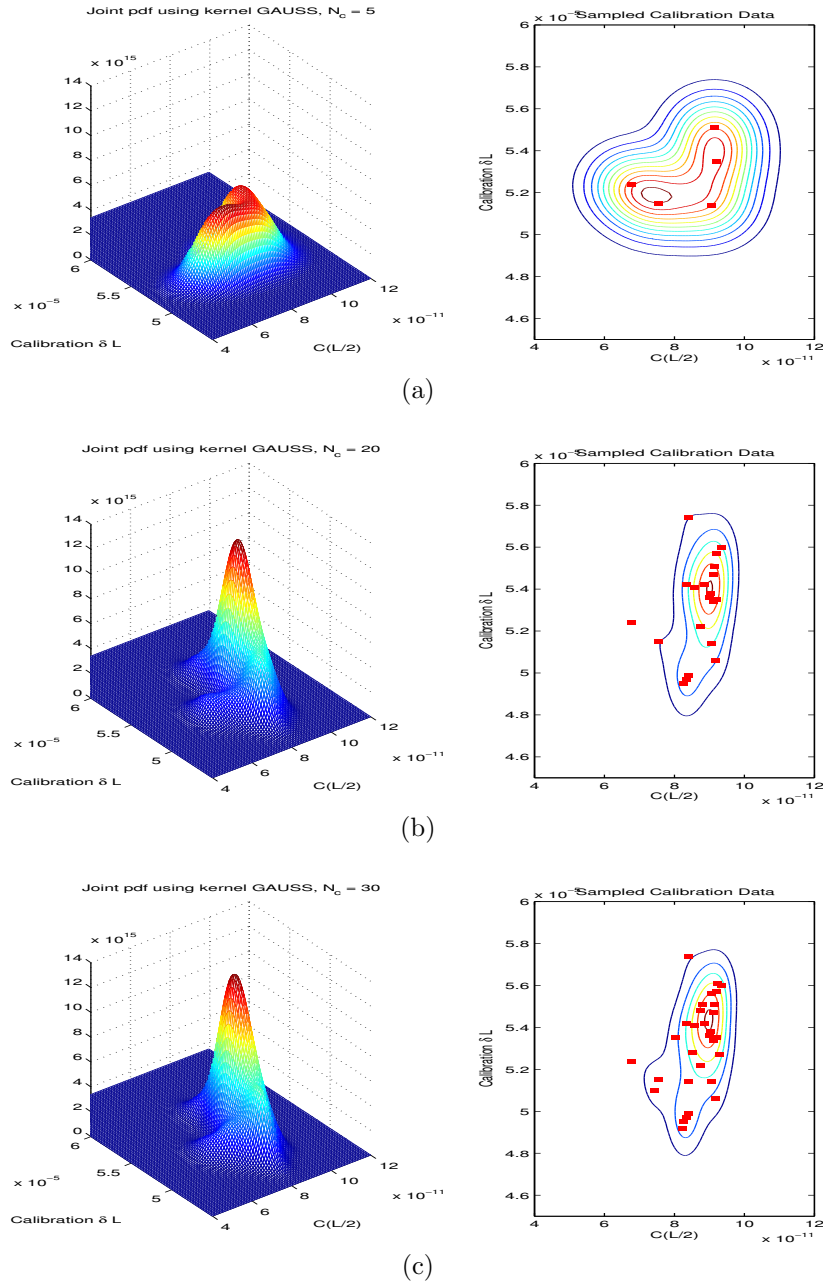 Joint pdf using kernel GAUSS, N_c = 5
x 10^15
14
12
10
8
6
4
2
0
6
5.5
5
x 10^-5
Calibration δ L
4
6
8
10
12
x 10^-11
C(L/2)
x 10^-5 Sampled Calibration Data
6
5.8
5.6
5.4
5.2
5
4.8
4.6
Calibration δ L
4
6
8
10
12
C(L/2)
x 10^-11
(a)
Joint pdf using kernel GAUSS, N_c = 20
x 10^15
14
12
10
8
6
4
2
0
6
5.5
5
x 10^-5
Calibration δ L
4
6
8
10
12
x 10^-11
C(L/2)
x 10^-5 Sampled Calibration Data
6
5.8
5.6
5.4
5.2
5
4.8
4.6
Calibration δ L
4
6
8
10
12
C(L/2)
x 10^-11
(b)
Joint pdf using kernel GAUSS, N_c = 30
x 10^15
14
12
10
8
6
4
2
0
6
5.5
5
x 10^-5
Calibration δ L
4
6
8
10
12
x 10^-11
C(L/2)
x 10^-5 Sampled Calibration Data
6
5.8
5.6
5.4
5.2
5
4.8
4.6
Calibration δ L
4
6
8
10
12
C(L/2)
x 10^-11
(c)